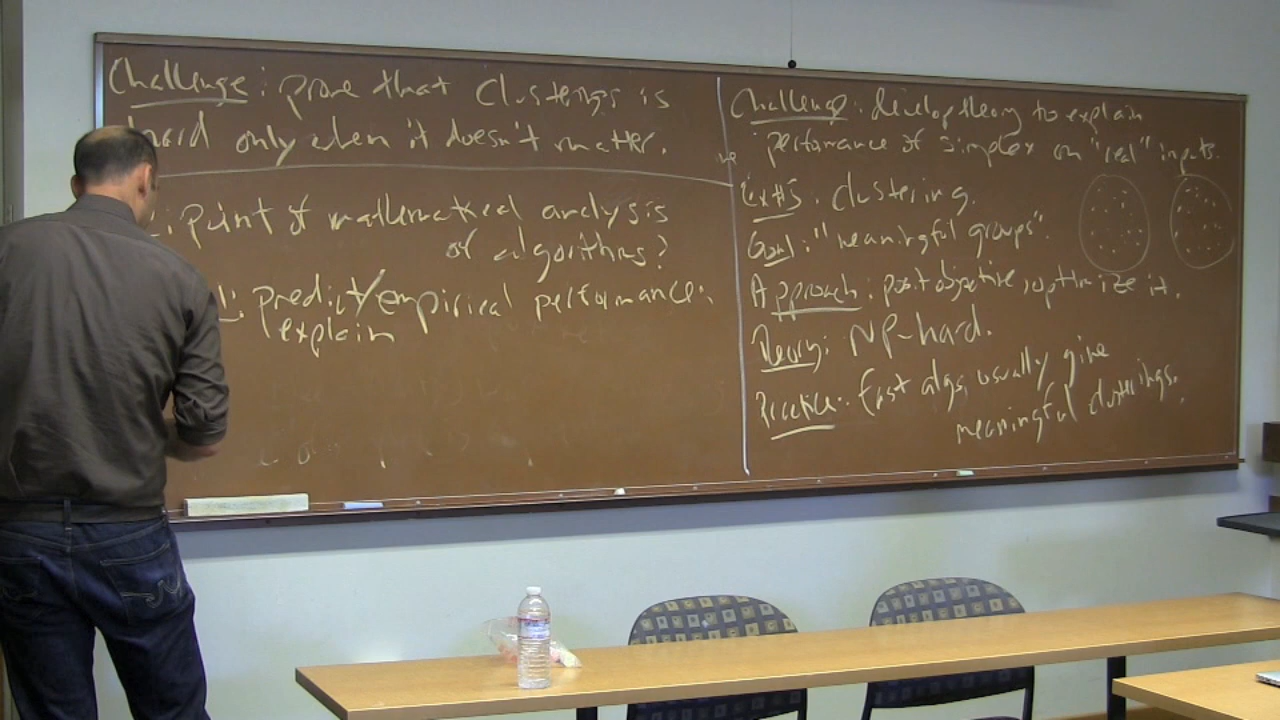 Challenge: prove that clusterings is
hard only when it doesn't matter.
: point of mathematical analysis
of algorithms?
: predict/empirical performance.
explain
Challenge: develop theory to explain
performance of simplex on "real" inputs.
Ex#3: clustering.
Goal: "meaningful groups".
Approach: posit objective, optimize it.
Theory: NP-hard.
Practice: fast algs, usually give
meaningful clusterings.